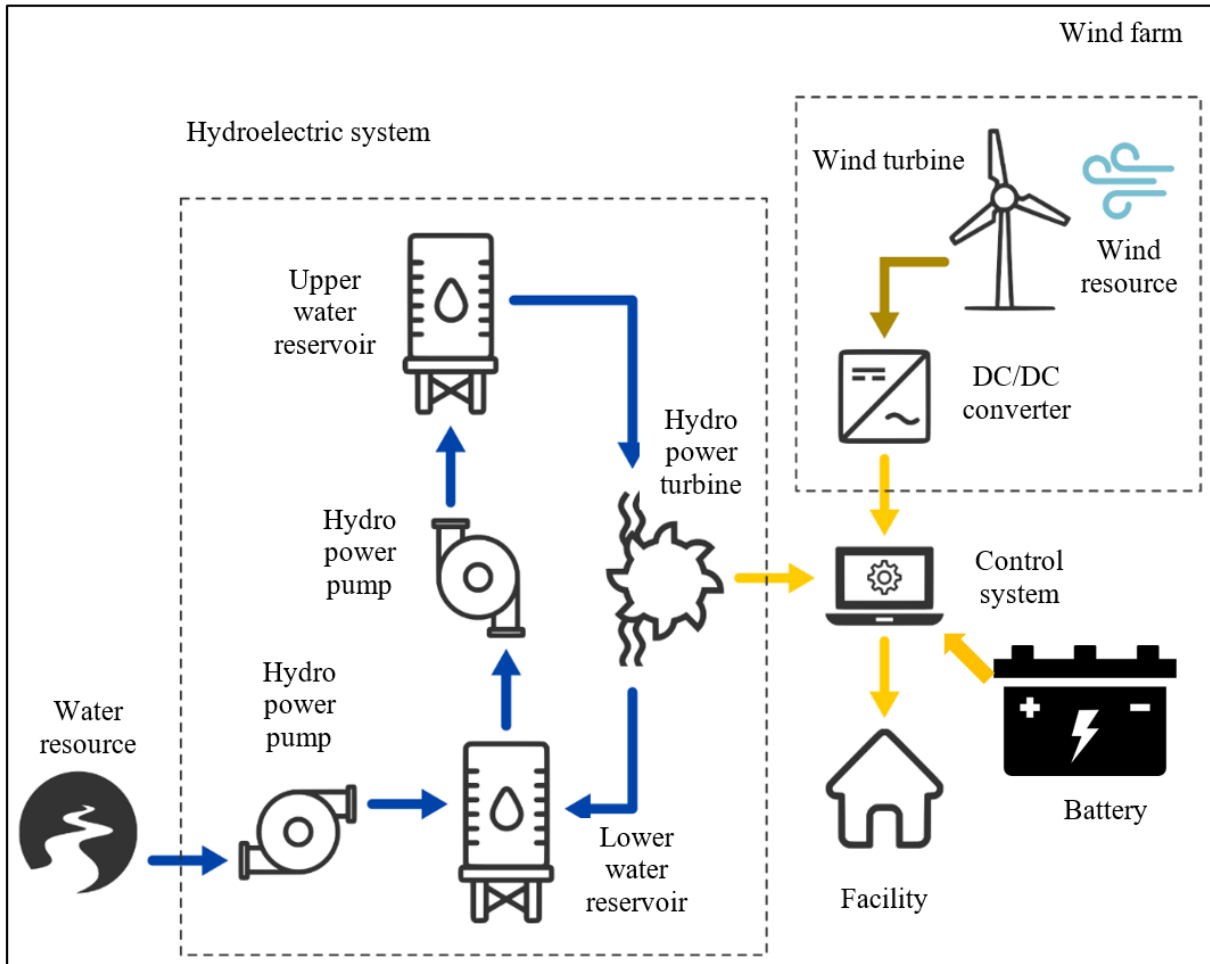 Wind farm
Hydroelectric system
Wind turbine
Wind
resource
Upper
water
reservoir
DC/DC
converter
Hydro
power
turbine
Hydro
power
pump
Control
system
Hydro
power
pump
Water
resource
+ −
Battery
Lower
water
reservoir
Facility